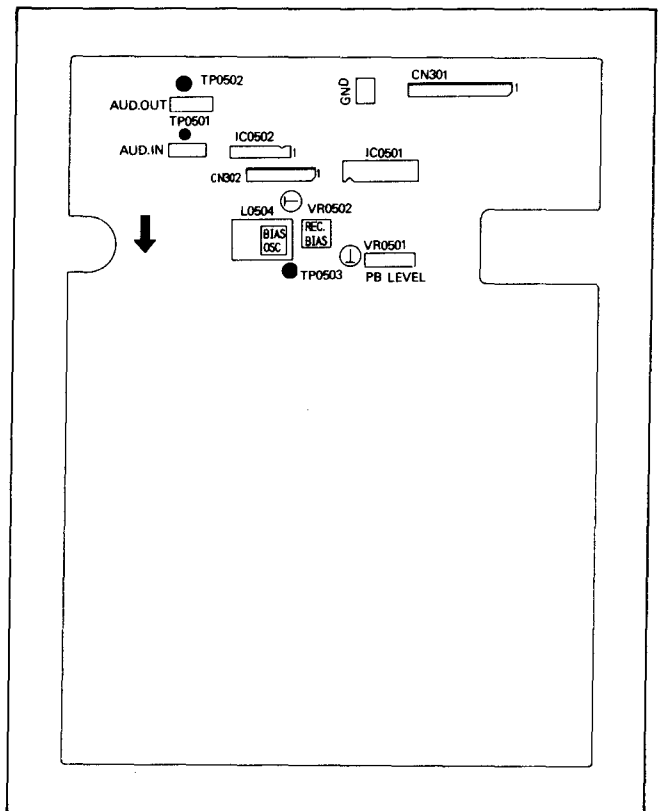 TP0502
CN301
GND
1
AUD.OUT
TP0501
IC0502
IC0501
AUD.IN
1
CN302
1
L0504
VR0502
BIAS OSC
REC. BIAS
VR0501
TP0503
PB LEVEL